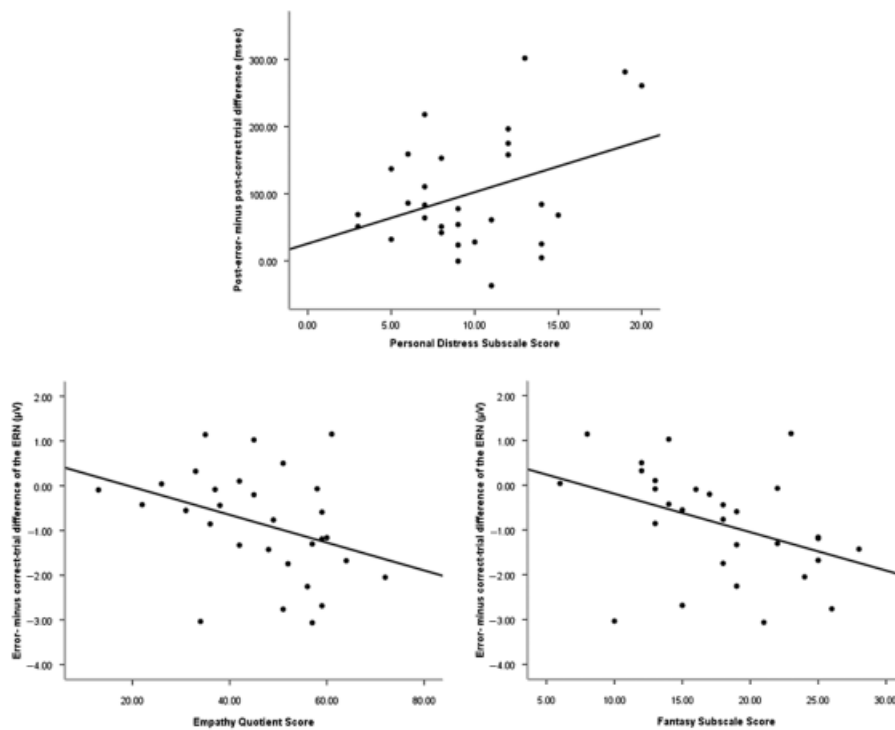 Post-error- minus post-correct trial difference (msec)
300.00
200.00
100.00
0.00
0.00 5.00 10.00 15.00 20.00
Personal Distress Subscale Score
Error- minus correct-trial difference of the ERN (µV)
2.00
1.00
0.00
−1.00
−2.00
−3.00
−4.00
20.00 40.00 60.00 80.00
Empathy Quotient Score
Error- minus correct-trial difference of the ERN (µV)
2.00
1.00
0.00
−1.00
−2.00
−3.00
−4.00
5.00 10.00 15.00 20.00 25.00 30.00
Fantasy Subscale Score